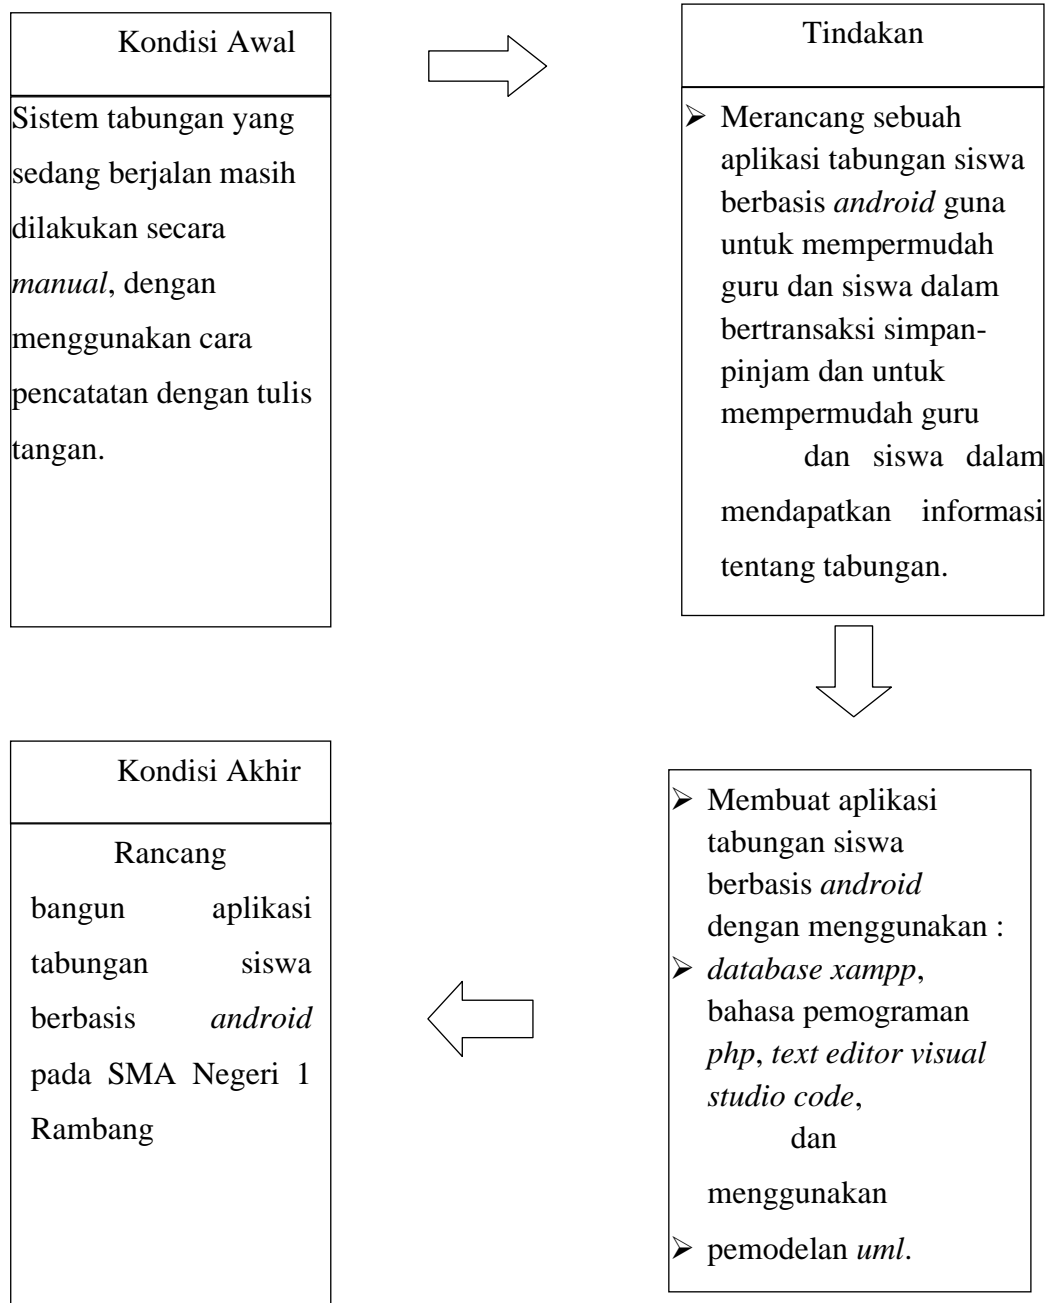 Kondisi Awal
Sistem tabungan yang
sedang berjalan masih
dilakukan secara
manual, dengan
menggunakan cara
pencatatan dengan tulis
tangan.
Tindakan
➢ Merancang sebuah
aplikasi tabungan siswa
berbasis android guna
untuk mempermudah
guru dan siswa dalam
bertransaksi simpan-
pinjam dan untuk
mempermudah guru
dan siswa dalam
mendapatkan informasi
tentang tabungan.
➢ Membuat aplikasi
tabungan siswa
berbasis android
dengan menggunakan :
➢ database xampp,
bahasa pemograman
php, text editor visual
studio code,
dan
menggunakan
➢ pemodelan uml.
Kondisi Akhir
Rancang
bangun aplikasi
tabungan siswa
berbasis android
pada SMA Negeri 1
Rambang